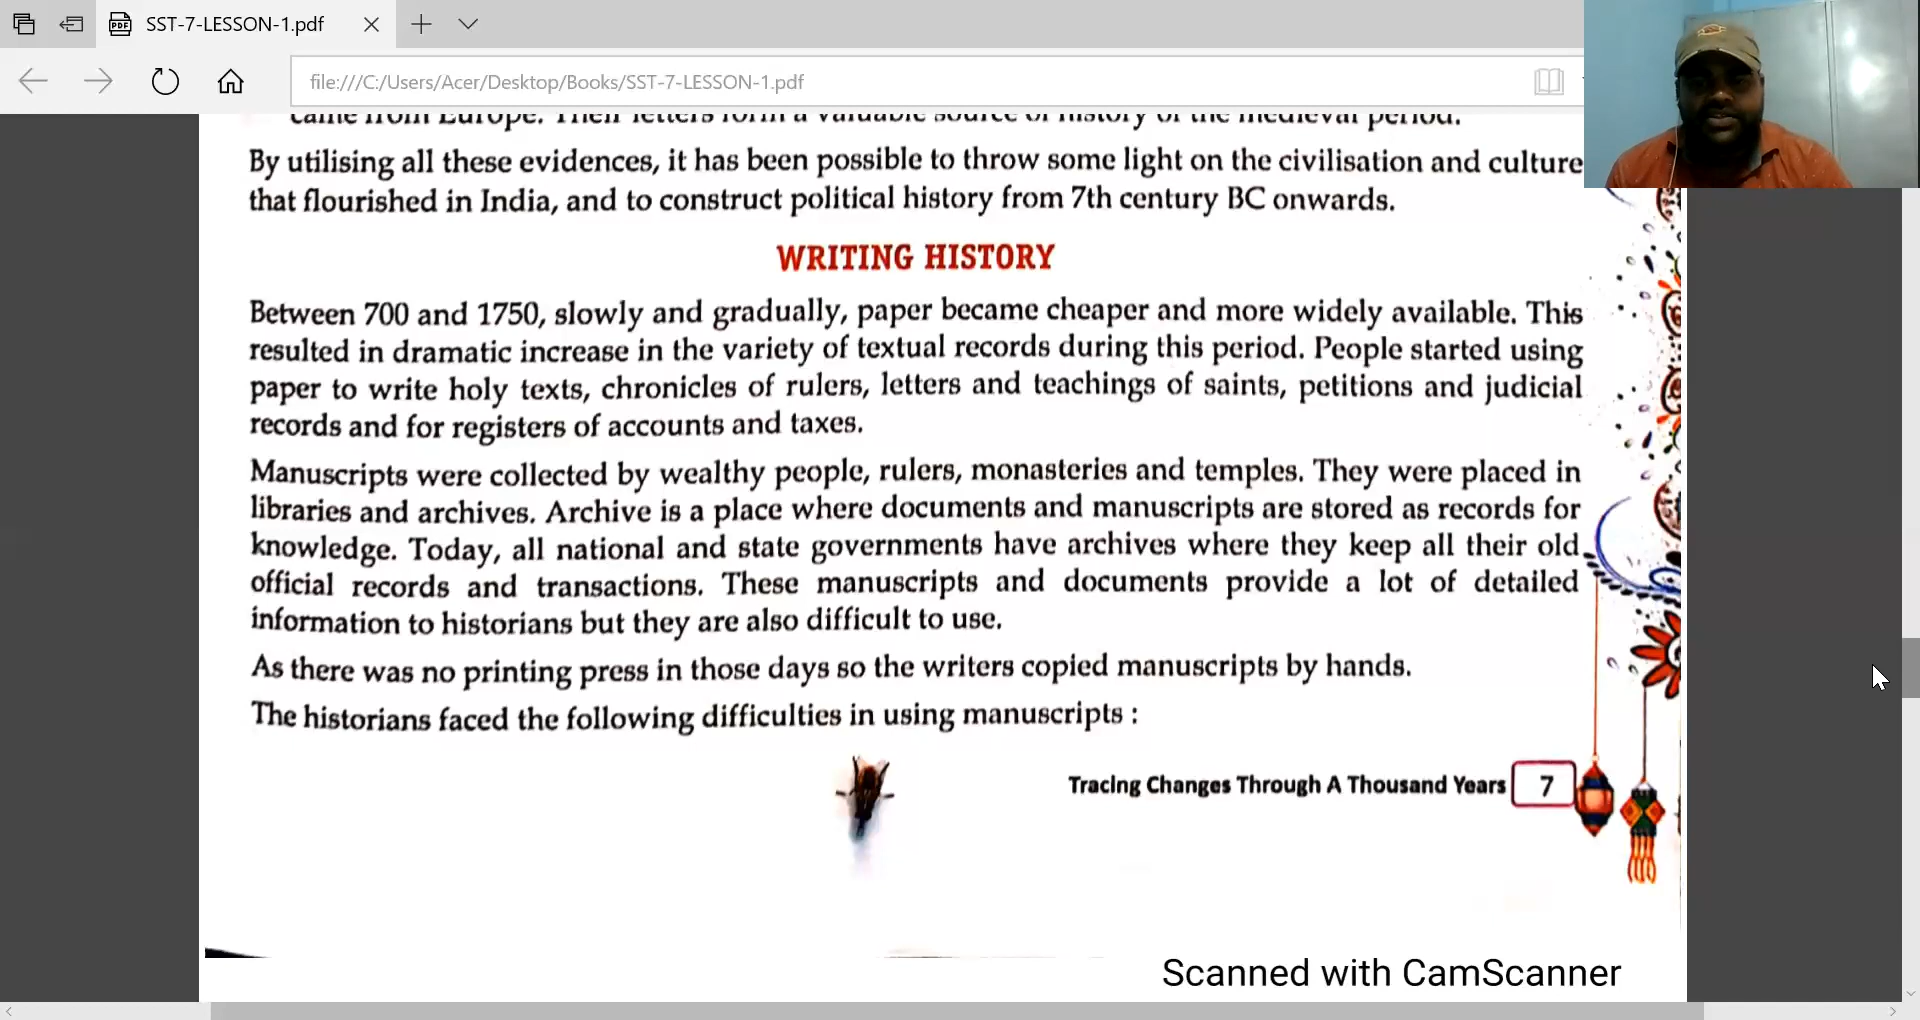 SST-7-LESSON-1.pdf
file:///C:/Users/Acer/Desktop/Books/SST-7-LESSON-1.pdf
came from Europe. Their letters form a valuable source of history of the medieval period.
By utilising all these evidences, it has been possible to throw some light on the civilisation and culture
that flourished in India, and to construct political history from 7th century BC onwards.
WRITING HISTORY
Between 700 and 1750, slowly and gradually, paper became cheaper and more widely available. This
resulted in dramatic increase in the variety of textual records during this period. People started using
paper to write holy texts, chronicles of rulers, letters and teachings of saints, petitions and judicial
records and for registers of accounts and taxes.
Manuscripts were collected by wealthy people, rulers, monasteries and temples. They were placed in
libraries and archives. Archive is a place where documents and manuscripts are stored as records for
knowledge. Today, all national and state governments have archives where they keep all their old
official records and transactions. These manuscripts and documents provide a lot of detailed
information to historians but they are also difficult to use.
As there was no printing press in those days so the writers copied manuscripts by hands.
The historians faced the following difficulties in using manuscripts :
Tracing Changes Through A Thousand Years 7
Scanned with CamScanner